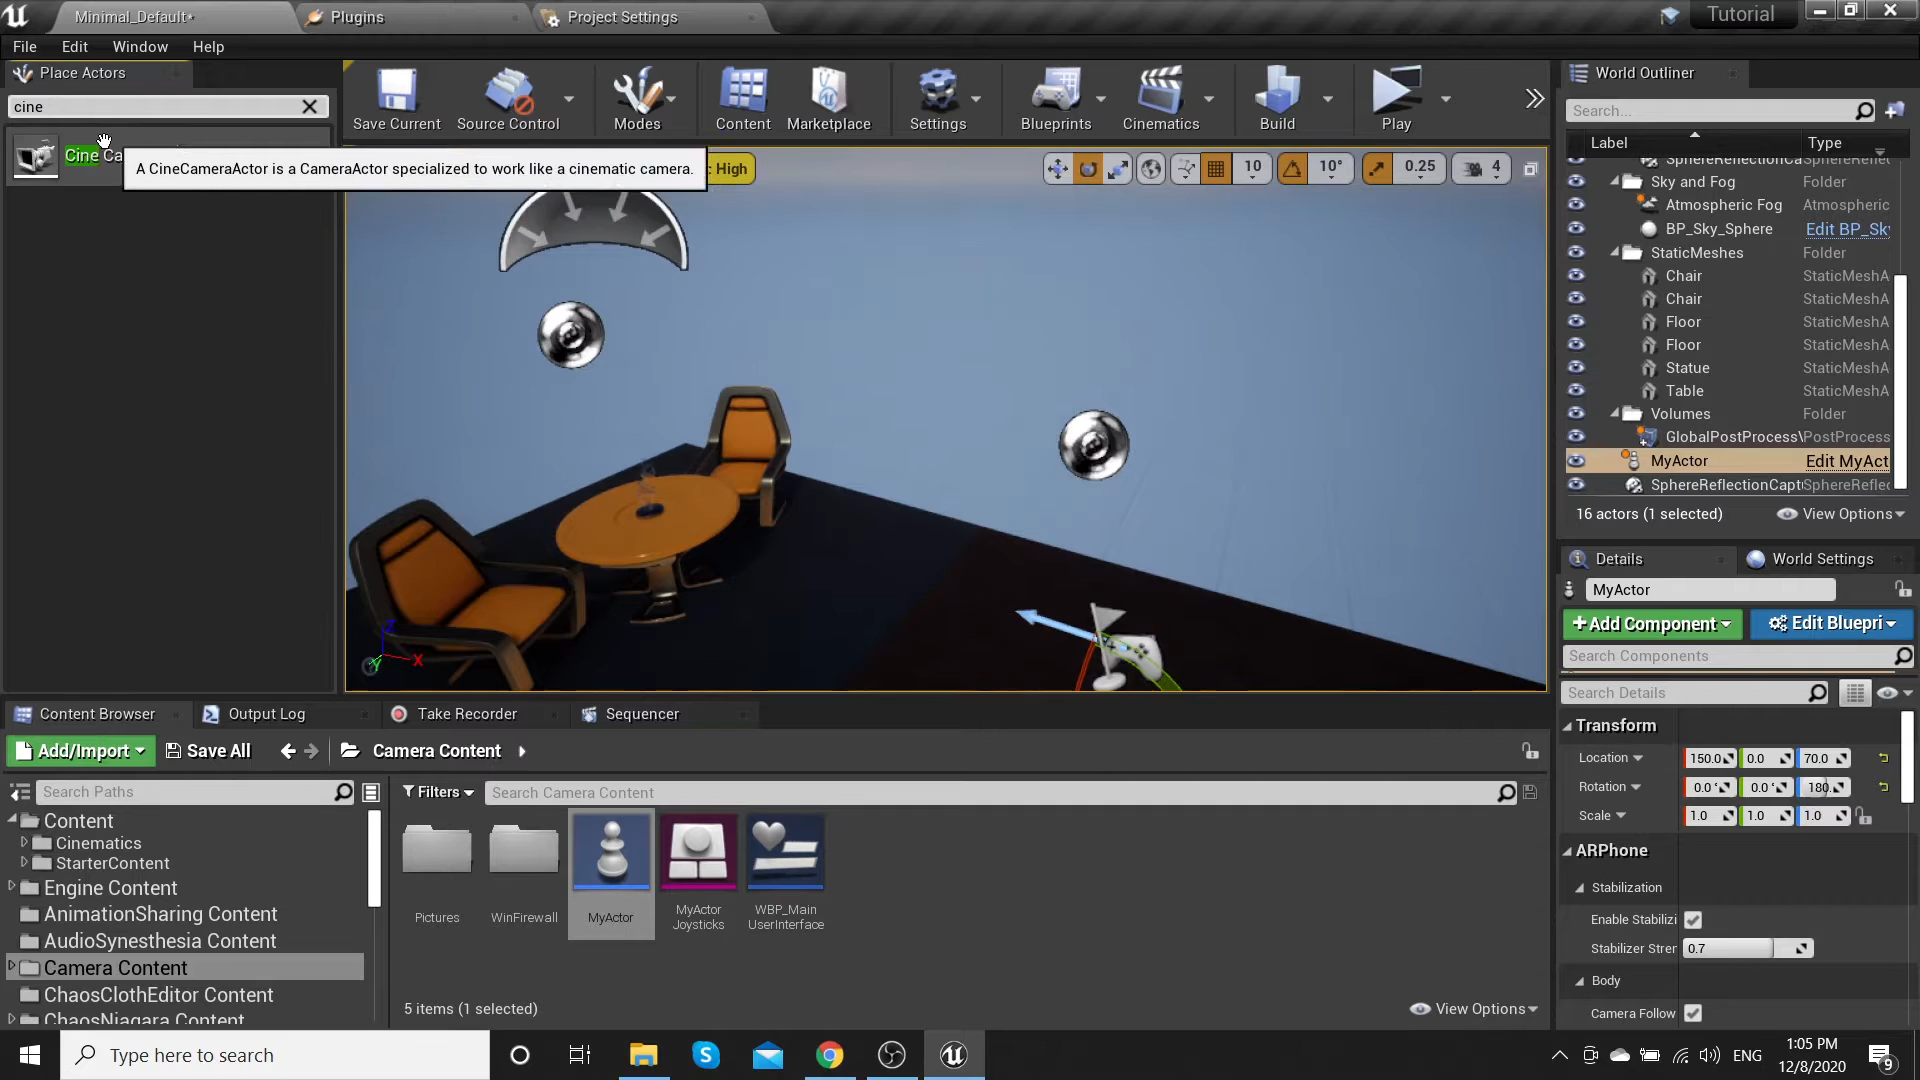 Minimal_Default*
Plugins
Project Settings
Tutorial
File
Edit
Window
Help
Place Actors
cine
Cine Ca
A CineCameraActor is a CameraActor specialized to work like a cinematic camera.
Save Current
Source Control
Modes
Content
Marketplace
Settings
Blueprints
Cinematics
Build
Play
High
10
10°
0.25
4
World Outliner
Search...
Label
Type
SphereReflectionCa
SphereReflec
Sky and Fog
Folder
Atmospheric Fog
Atmospheric
BP_Sky_Sphere
Edit BP_Sky
StaticMeshes
Folder
Chair
StaticMeshA
Chair
StaticMeshA
Floor
StaticMeshA
Floor
StaticMeshA
Statue
StaticMeshA
Table
StaticMeshA
Volumes
Folder
GlobalPostProcess\
PostProcess
MyActor
Edit MyAct
SphereReflectionCapt
SphereReflec
16 actors (1 selected)
View Options
Details
World Settings
MyActor
+Add Component
Edit Bluepri
Search Components
Search Details
Transform
Location
150.0
0.0
70.0
Rotation
0.0 °
0.0 °
180.
Scale
1.0
1.0
1.0
ARPhone
Stabilization
Enable Stabilizi
Stabilizer Strer
0.7
Body
Camera Follow
Z
X
Y
Content Browser
Output Log
Take Recorder
Sequencer
Add/Import
Save All
Camera Content
Search Paths
Filters
Search Camera Content
Content
Cinematics
StarterContent
Engine Content
AnimationSharing Content
AudioSynesthesia Content
Camera Content
ChaosClothEditor Content
ChaosNiagara Content
Pictures
WinFirewall
MyActor
MyActor
Joysticks
WBP_Main
UserInterface
5 items (1 selected)
View Options
Type here to search
ENG
1:05 PM
12/8/2020
9